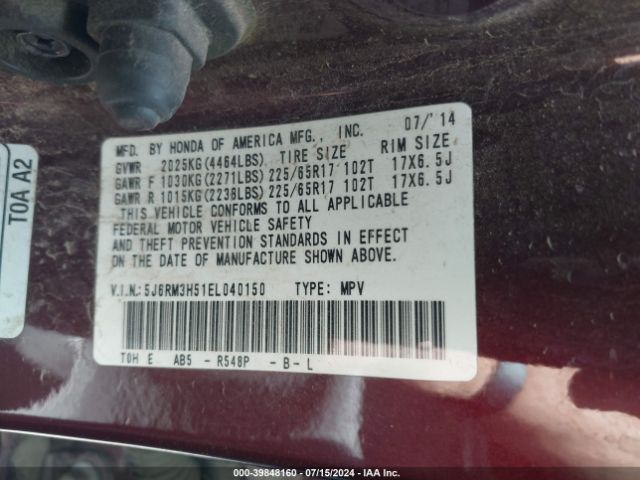 MFD. BY HONDA OF AMERICA MFG., INC. 07/'14
GVWR 2025KG(4464LBS) TIRE SIZE RIM SIZE
GAWR F 1030KG(2271LBS) 225/65R17 102T 17X6.5J
GAWR R 1015KG(2238LBS) 225/65R17 102T 17X6.5J
THIS VEHICLE CONFORMS TO ALL APPLICABLE
FEDERAL MOTOR VEHICLE SAFETY
AND THEFT PREVENTION STANDARDS IN EFFECT
ON THE DATE OF MANUFACTURE SHOWN ABOVE.
V.I.N.:5J6RM3H51EL040150 TYPE: MPV
T0H E AB5 - R548P - B - L
T0A A2
000-39848160 - 07/15/2024 - IAA Inc.